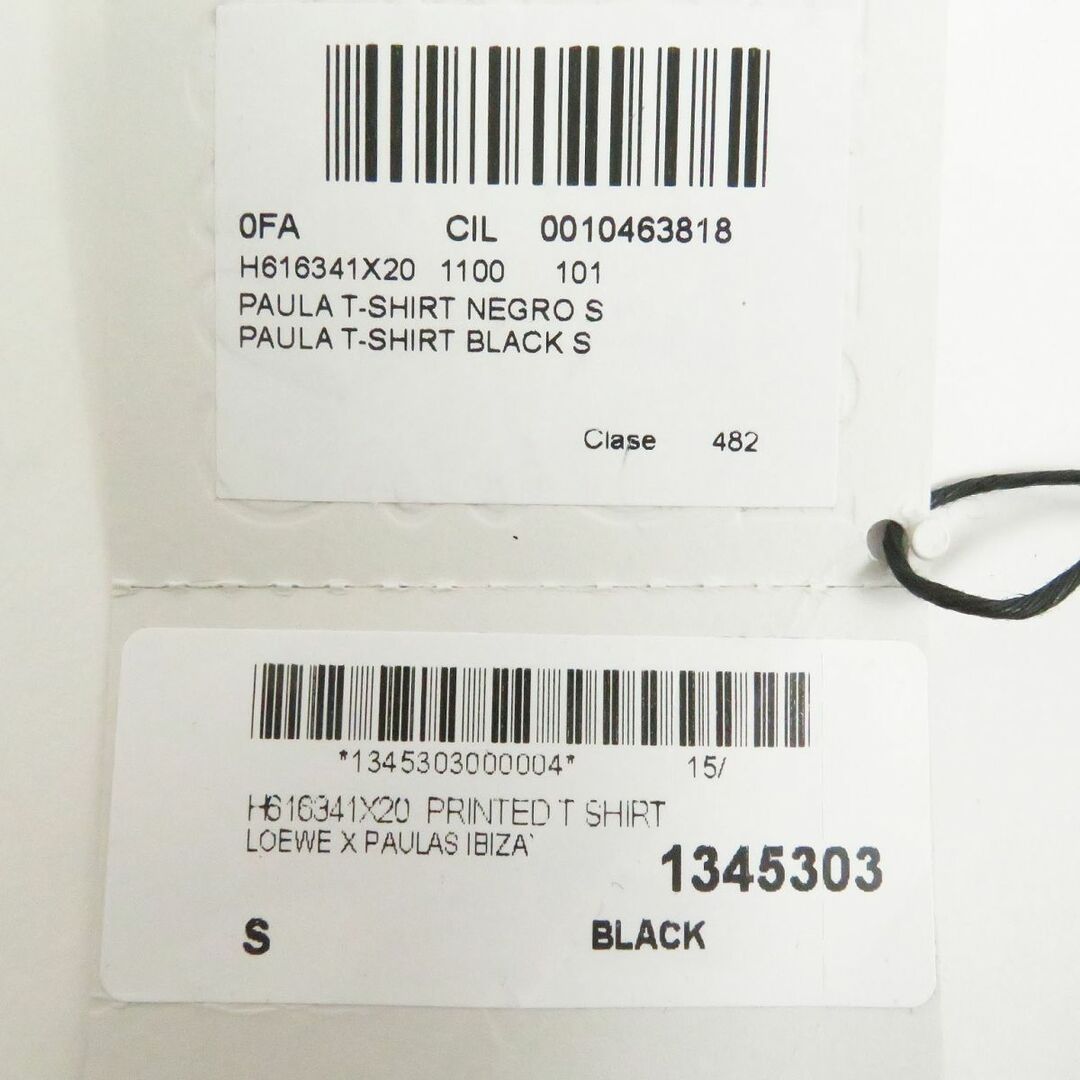 0FA CIL 0010463818
H616341X20 1100 101
PAULA T-SHIRT NEGRO S
PAULA T-SHIRT BLACK S
Clase 482
*1345303000004* 15/
H616341X20 PRINTED T SHIRT
LOEWE X PAULAS IBIZA`
1345303
S BLACK